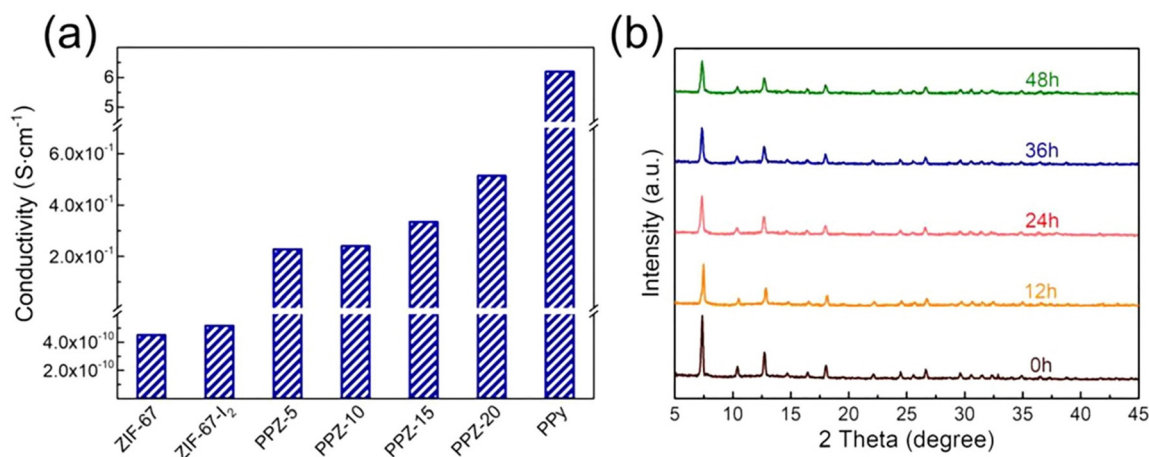 (a)
Conductivity (S·cm⁻¹)
6
5
6.0x10⁻¹
4.0x10⁻¹
2.0x10⁻¹
4.0x10⁻¹⁰
2.0x10⁻¹⁰
ZIF-67
ZIF-67-I₂
PPZ-5
PPZ-10
PPZ-15
PPZ-20
PPy
(b)
Intensity (a.u.)
48h
36h
24h
12h
0h
5 10 15 20 25 30 35 40 45
2 Theta (degree)